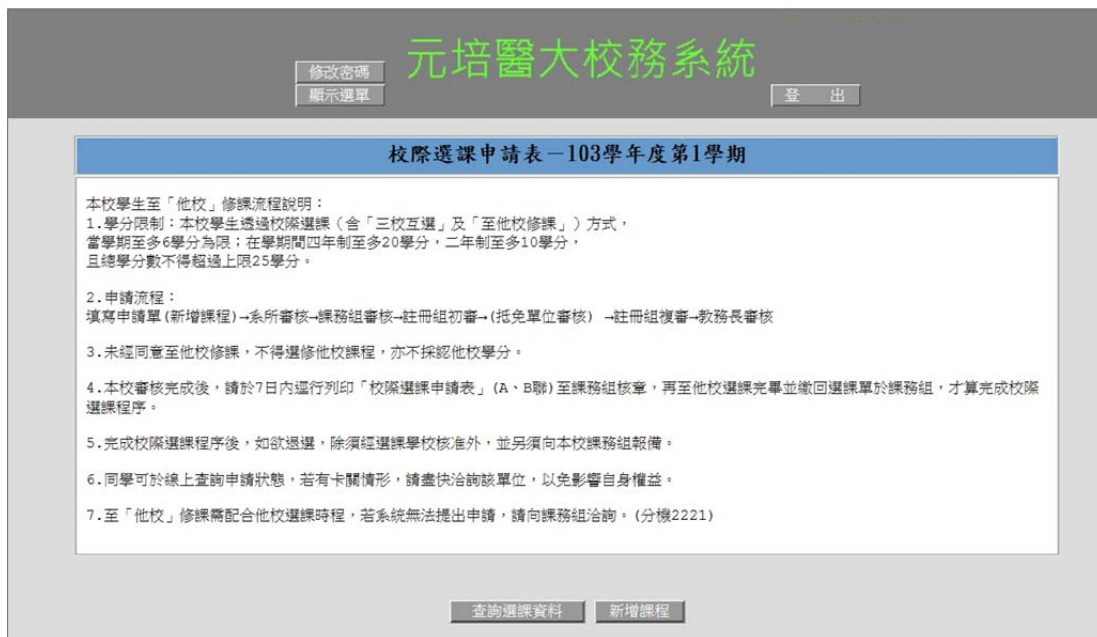 元培醫大校務系統
修改密碼
顯示選單
登 出
校際選課申請表－103學年度第1學期
本校學生至「他校」修課流程說明：
1.學分限制：本校學生透過校際選課（含「三校互選」及「至他校修課」）方式，
當學期至多6學分為限；在學期間四年制至多20學分，二年制至多10學分，
且總學分數不得超過上限25學分。
2.申請流程：
填寫申請單(新增課程)→系所審核→課務組審核→註冊組初審→(抵免單位審核) →註冊組複審→教務長審核
3.未經同意至他校修課，不得選修他校課程，亦不採認他校學分。
4.本校審核完成後，請於7日內逕行列印「校際選課申請表」(A、B聯)至課務組核章，再至他校選課完畢並繳回選課單於課務組，才算完成校際
選課程序。
5.完成校際選課程序後，如欲退選，除須經選課學校核准外，並另須向本校課務組報備。
6.同學可於線上查詢申請狀態，若有卡關情形，請盡快洽詢該單位，以免影響自身權益。
7.至「他校」修課需配合他校選課時程，若系統無法提出申請，請向課務組洽詢。(分機2221)
查詢選課資料
新增課程